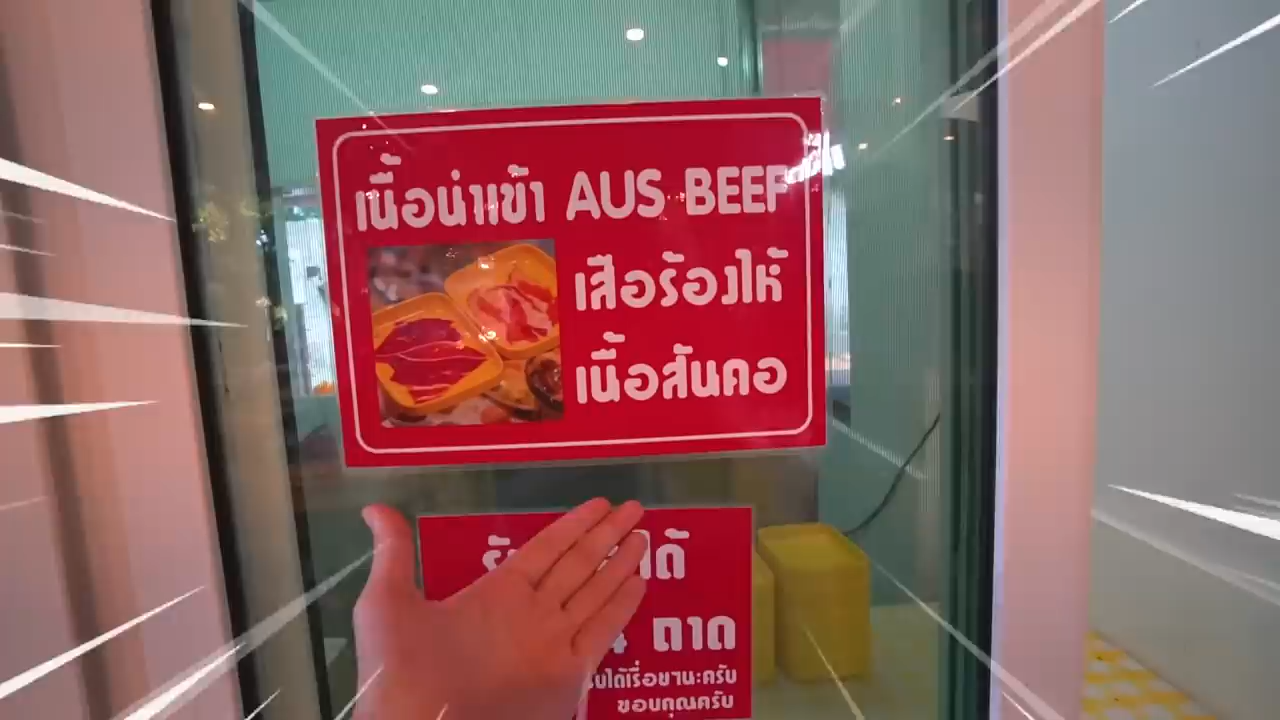 เนื้อนำเข้า AUS BEEF
เสือร้องไห้
เนื้อสันคอ
ได้
4 ถาด
ได้เรื่อยๆนะครับ
ขอบคุณครับ